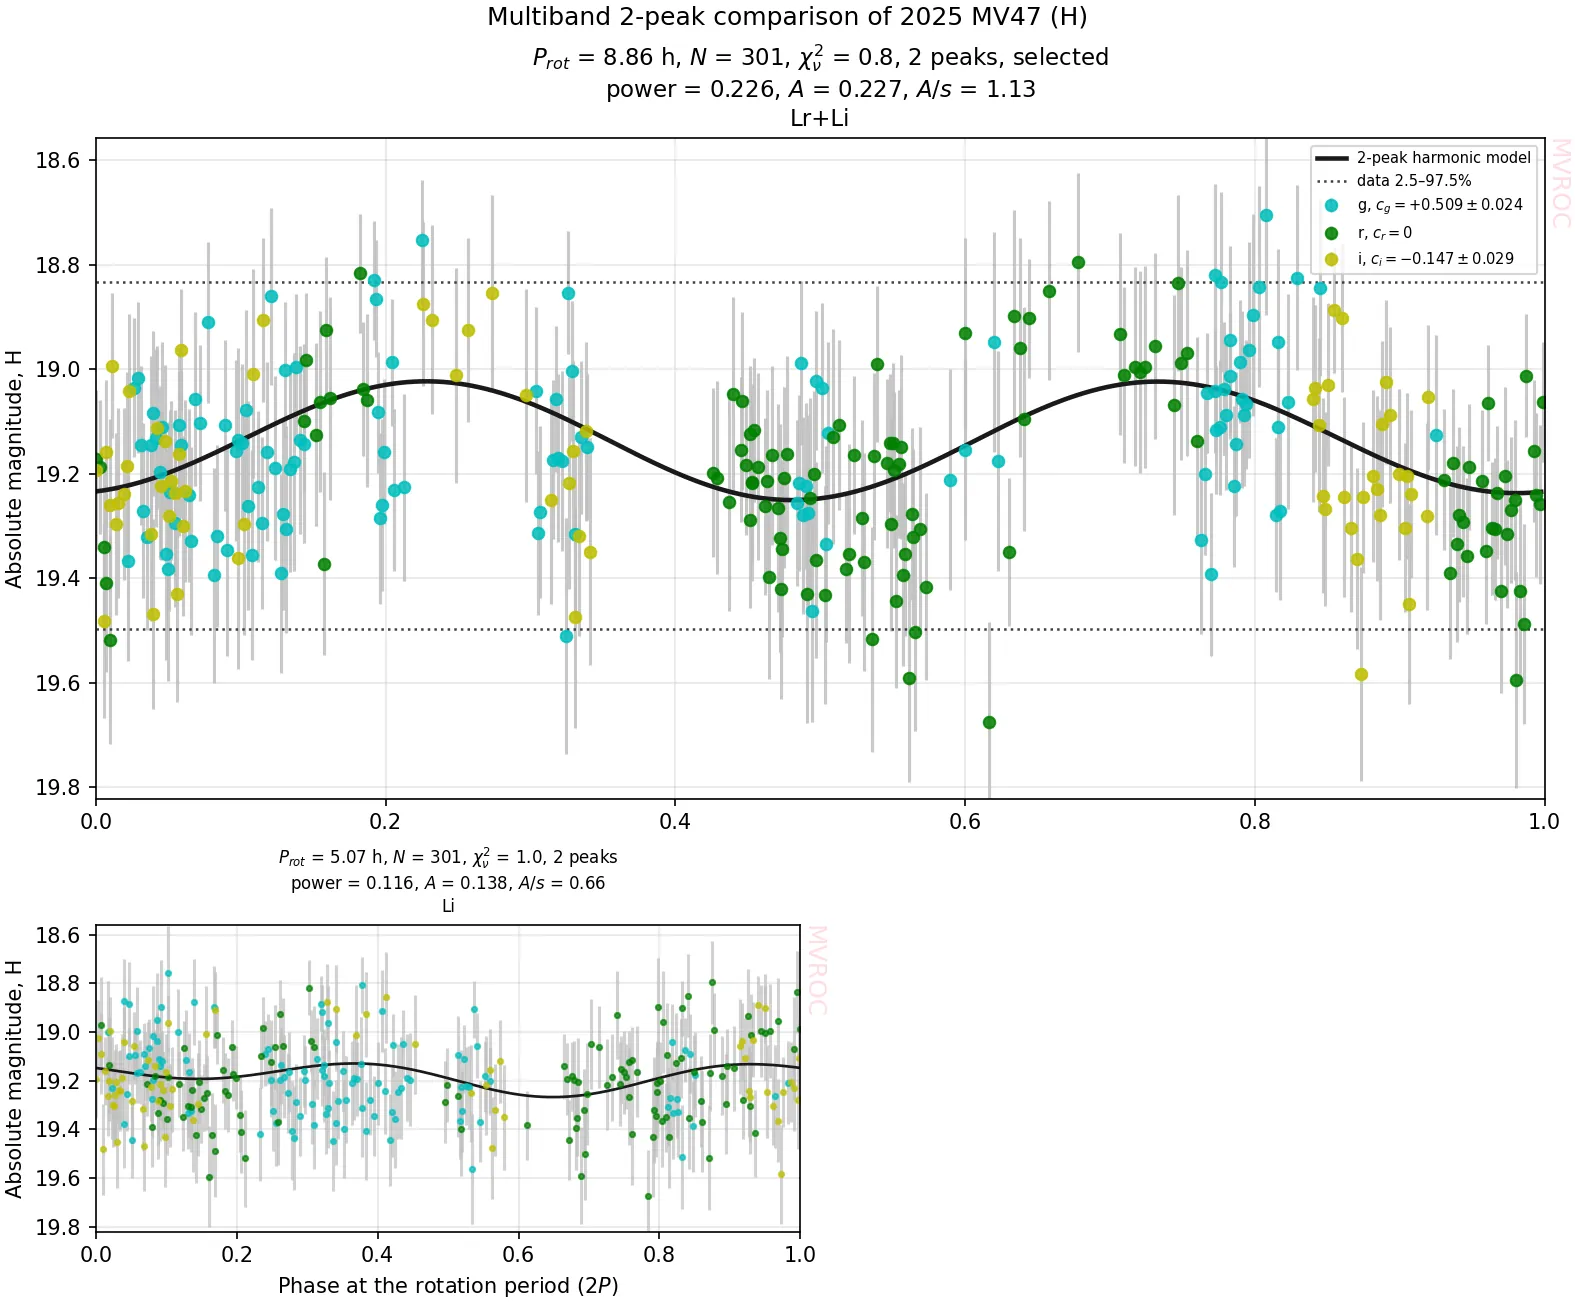 Multiband 2-peak comparison of 2025 MV47 (H)
P_rot = 8.86 h, N = 301, χ²_ν = 0.8, 2 peaks, selected
power = 0.226, A = 0.227, A/s = 1.13
Lr+Li
MVROC
2-peak harmonic model
data 2.5–97.5%
g, c_g = +0.509 ± 0.024
r, c_r = 0
i, c_i = −0.147 ± 0.029
Absolute magnitude, H
18.6
18.8
19.0
19.2
19.4
19.6
19.8
0.0 0.2 0.4 0.6 0.8 1.0
P_rot = 5.07 h, N = 301, χ²_ν = 1.0, 2 peaks
power = 0.116, A = 0.138, A/s = 0.66
Li
MVROC
Absolute magnitude, H
18.6
18.8
19.0
19.2
19.4
19.6
19.8
0.0 0.2 0.4 0.6 0.8 1.0
Phase at the rotation period (2P)